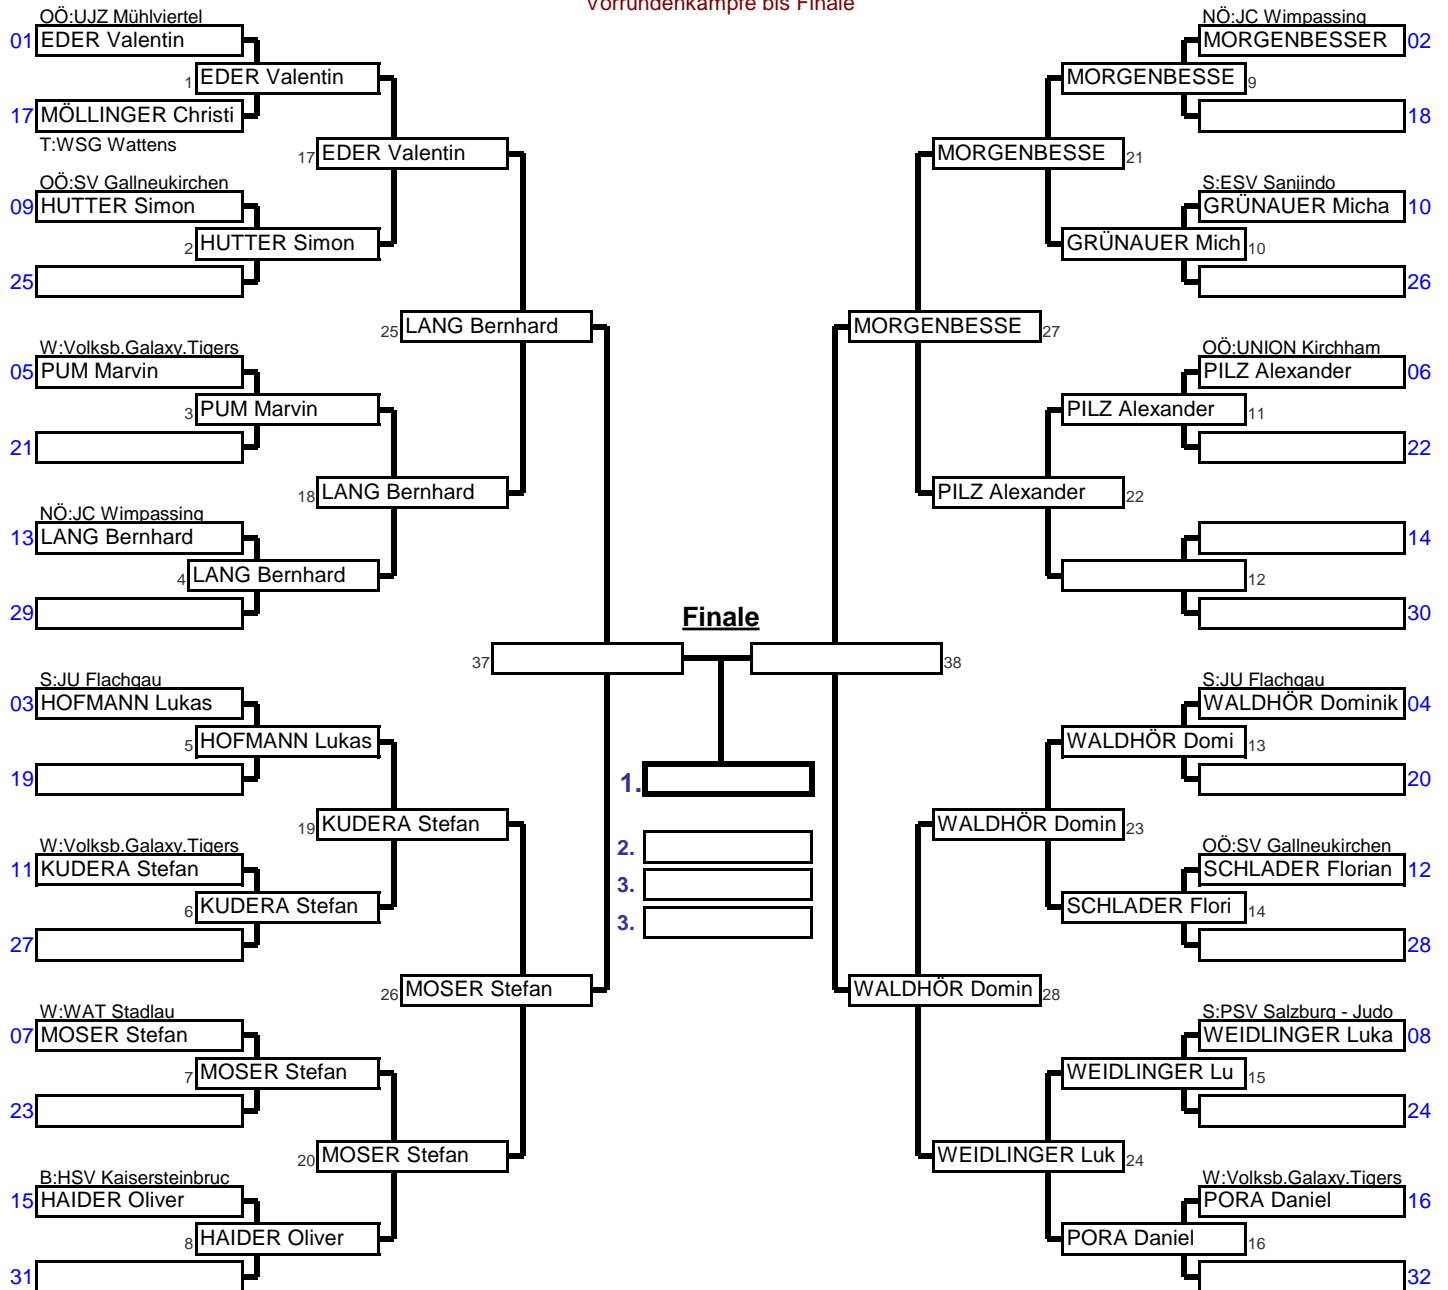 Vorrundenkämpfe bis Finale
OÖ:UJZ Mühlviertel
01 EDER Valentin
1 EDER Valentin
17 MÖLLINGER Christi
T:WSG Wattens
17 EDER Valentin
OÖ:SV Gallneukirchen
09 HUTTER Simon
2 HUTTER Simon
25
25 LANG Bernhard
W:Volksb.Galaxy.Tigers
05 PUM Marvin
3 PUM Marvin
21
18 LANG Bernhard
NÖ:JC Wimpassing
13 LANG Bernhard
4 LANG Bernhard
29
37
S:JU Flachgau
03 HOFMANN Lukas
5 HOFMANN Lukas
19
19 KUDERA Stefan
W:Volksb.Galaxy.Tigers
11 KUDERA Stefan
6 KUDERA Stefan
27
26 MOSER Stefan
W:WAT Stadlau
07 MOSER Stefan
7 MOSER Stefan
23
20 MOSER Stefan
B:HSV Kaisersteinbruc
15 HAIDER Oliver
8 HAIDER Oliver
31
Finale
1.
2.
3.
3.
NÖ:JC Wimpassing
MORGENBESSER 02
MORGENBESSE 9
18
MORGENBESSE 21
S:ESV Sanjindo
GRÜNAUER Micha 10
GRÜNAUER Mich 10
26
MORGENBESSE 27
OÖ:UNION Kirchham
PILZ Alexander 06
PILZ Alexander 11
22
PILZ Alexander 22
14
12
30
38
S:JU Flachgau
WALDHÖR Dominik 04
WALDHÖR Domi 13
20
WALDHÖR Domin 23
OÖ:SV Gallneukirchen
SCHLADER Florian 12
SCHLADER Flori 14
28
WALDHÖR Domin 28
S:PSV Salzburg - Judo
WEIDLINGER Luka 08
WEIDLINGER Lu 15
24
WEIDLINGER Luk 24
W:Volksb.Galaxy.Tigers
PORA Daniel 16
PORA Daniel 16
32